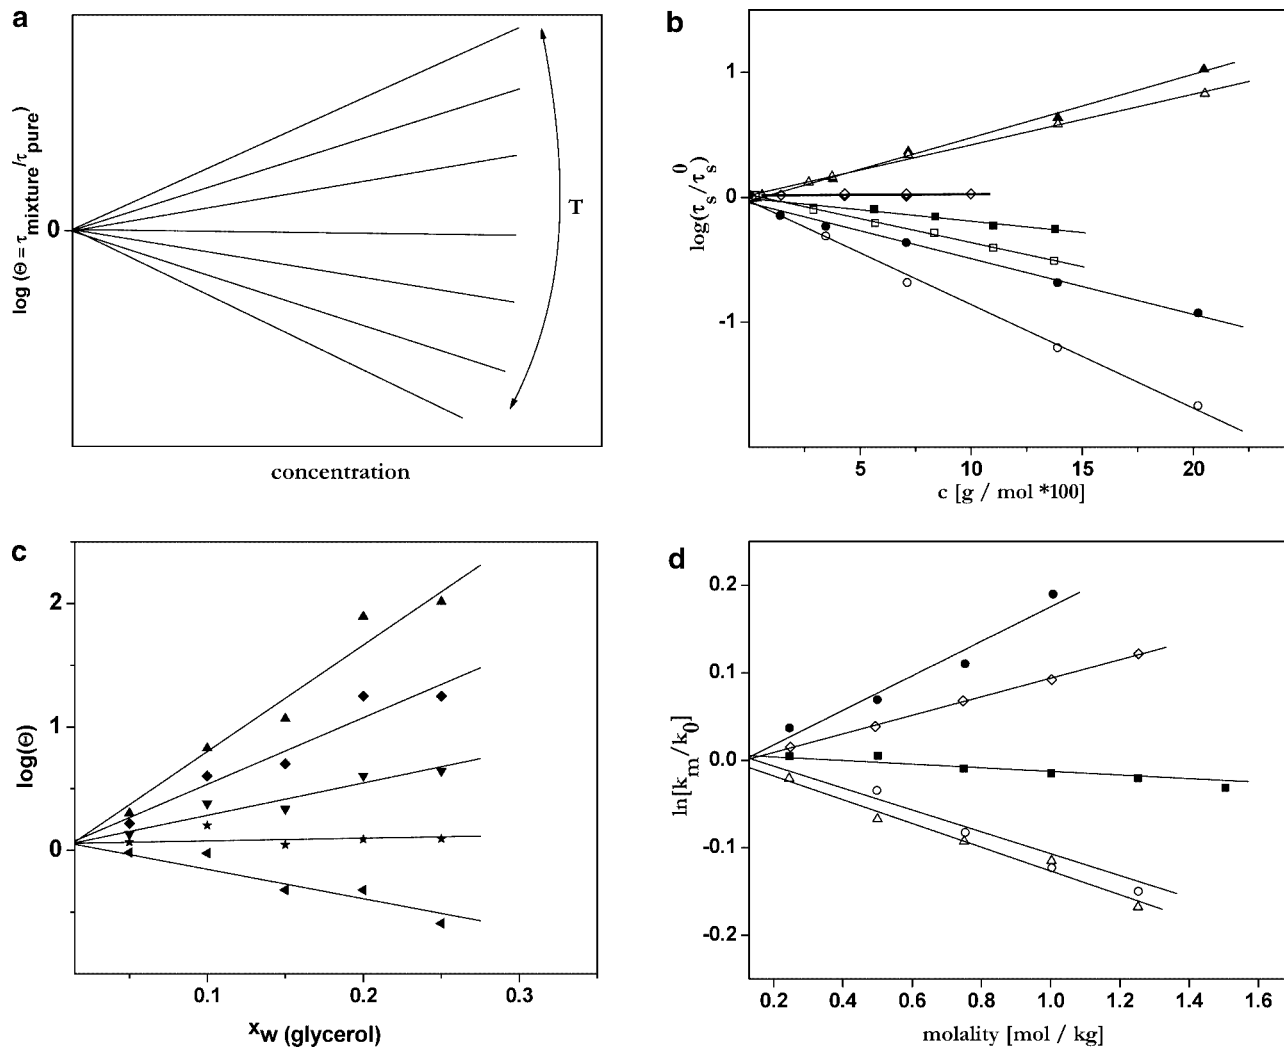 a
log (Θ = τmixture/τpure)
0
T
concentration
b
log(τs/τs0)
1
0
-1
5 10 15 20
c [g / mol *100]
c
log(Θ)
2
1
0
0.1 0.2 0.3
xw (glycerol)
d
ln[km/k0]
0.2
0.1
0.0
-0.1
-0.2
0.2 0.4 0.6 0.8 1.0 1.2 1.4 1.6
molality [mol / kg]